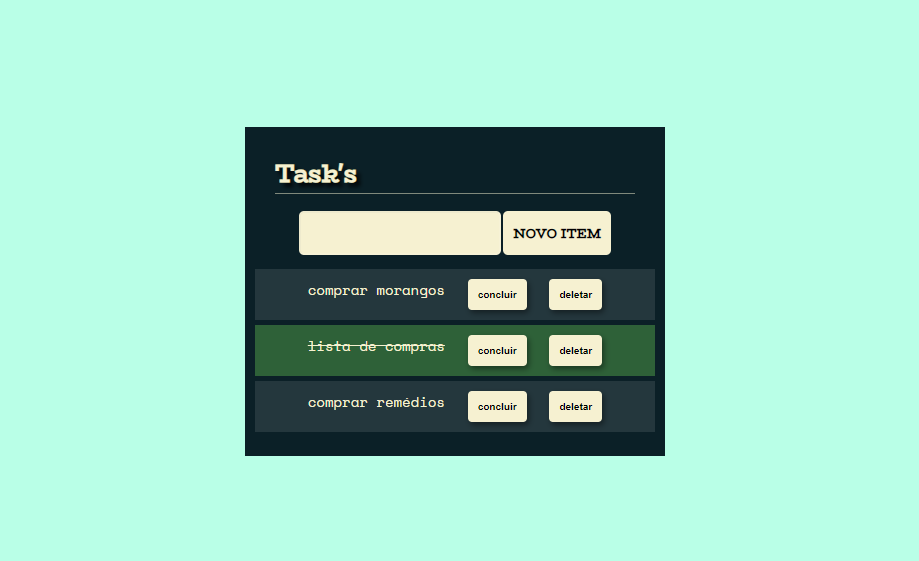 Task's
NOVO ITEM
comprar morangos concluir deletar
lista de compras concluir deletar
comprar remédios concluir deletar